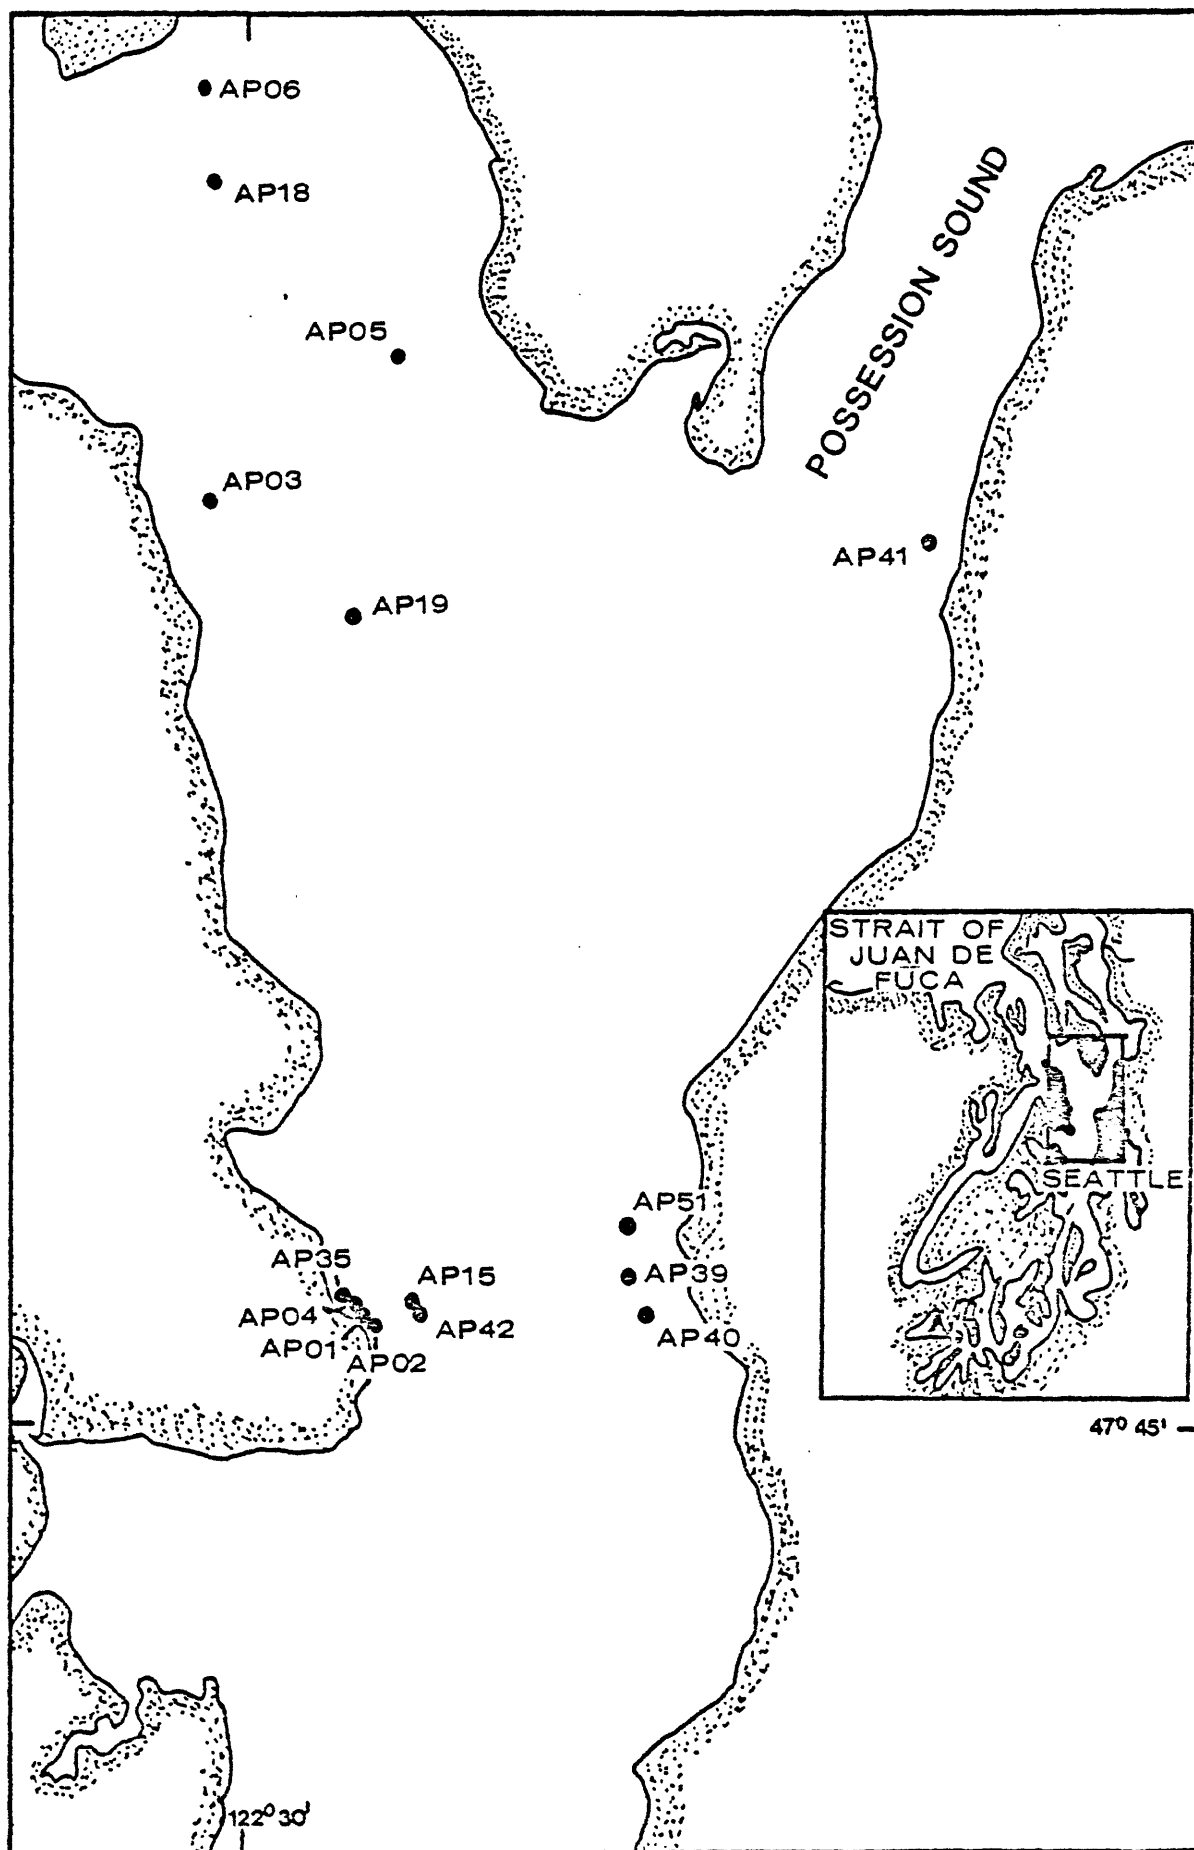 AP06
AP18
POSSESSION SOUND
AP05
AP03
AP41
AP19
STRAIT OF
JUAN DE
FUCA
SEATTLE
AP51
AP35
AP15
AP39
AP04
AP42
AP40
AP01
AP02
47° 45'
122° 30'